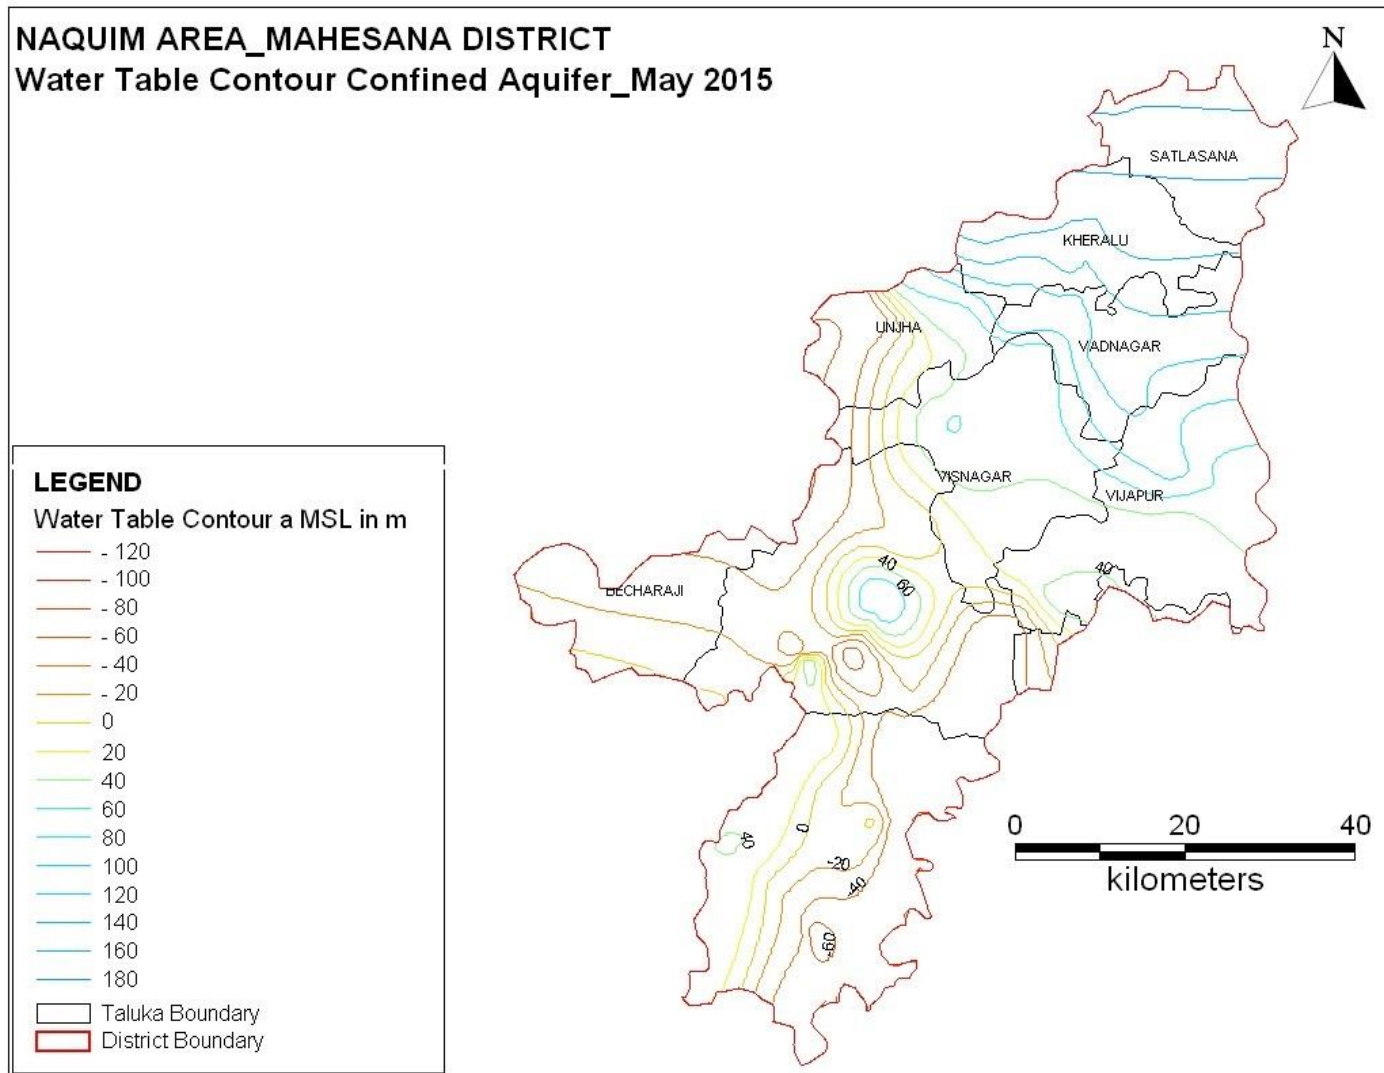 NAQUIM AREA_MAHESANA DISTRICT
Water Table Contour Confined Aquifer_May 2015
N
SATLASANA
KHERALU
UNJHA
VADNAGAR
VISNAGAR
VIJAPUR
40
60
40
BECHARAJI
40
0
-20
-40
-60
0 20 40
kilometers
LEGEND
Water Table Contour a MSL in m
- 120
- 100
- 80
- 60
- 40
- 20
0
20
40
60
80
100
120
140
160
180
Taluka Boundary
District Boundary